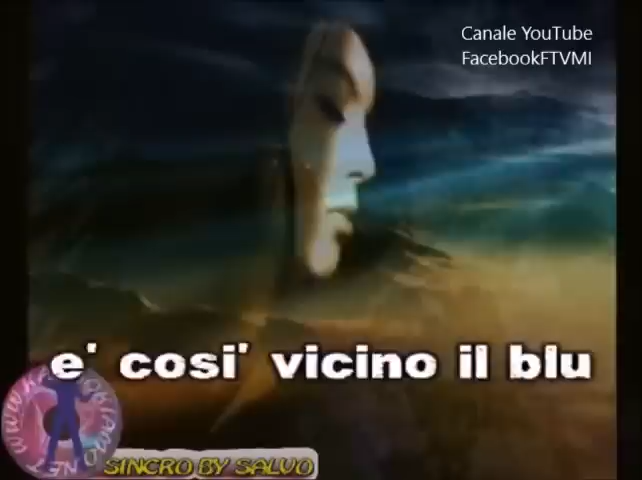 Canale YouTube
FacebookFTVMI
e' cosi' vicino il blu
SINCRO BY SALVO